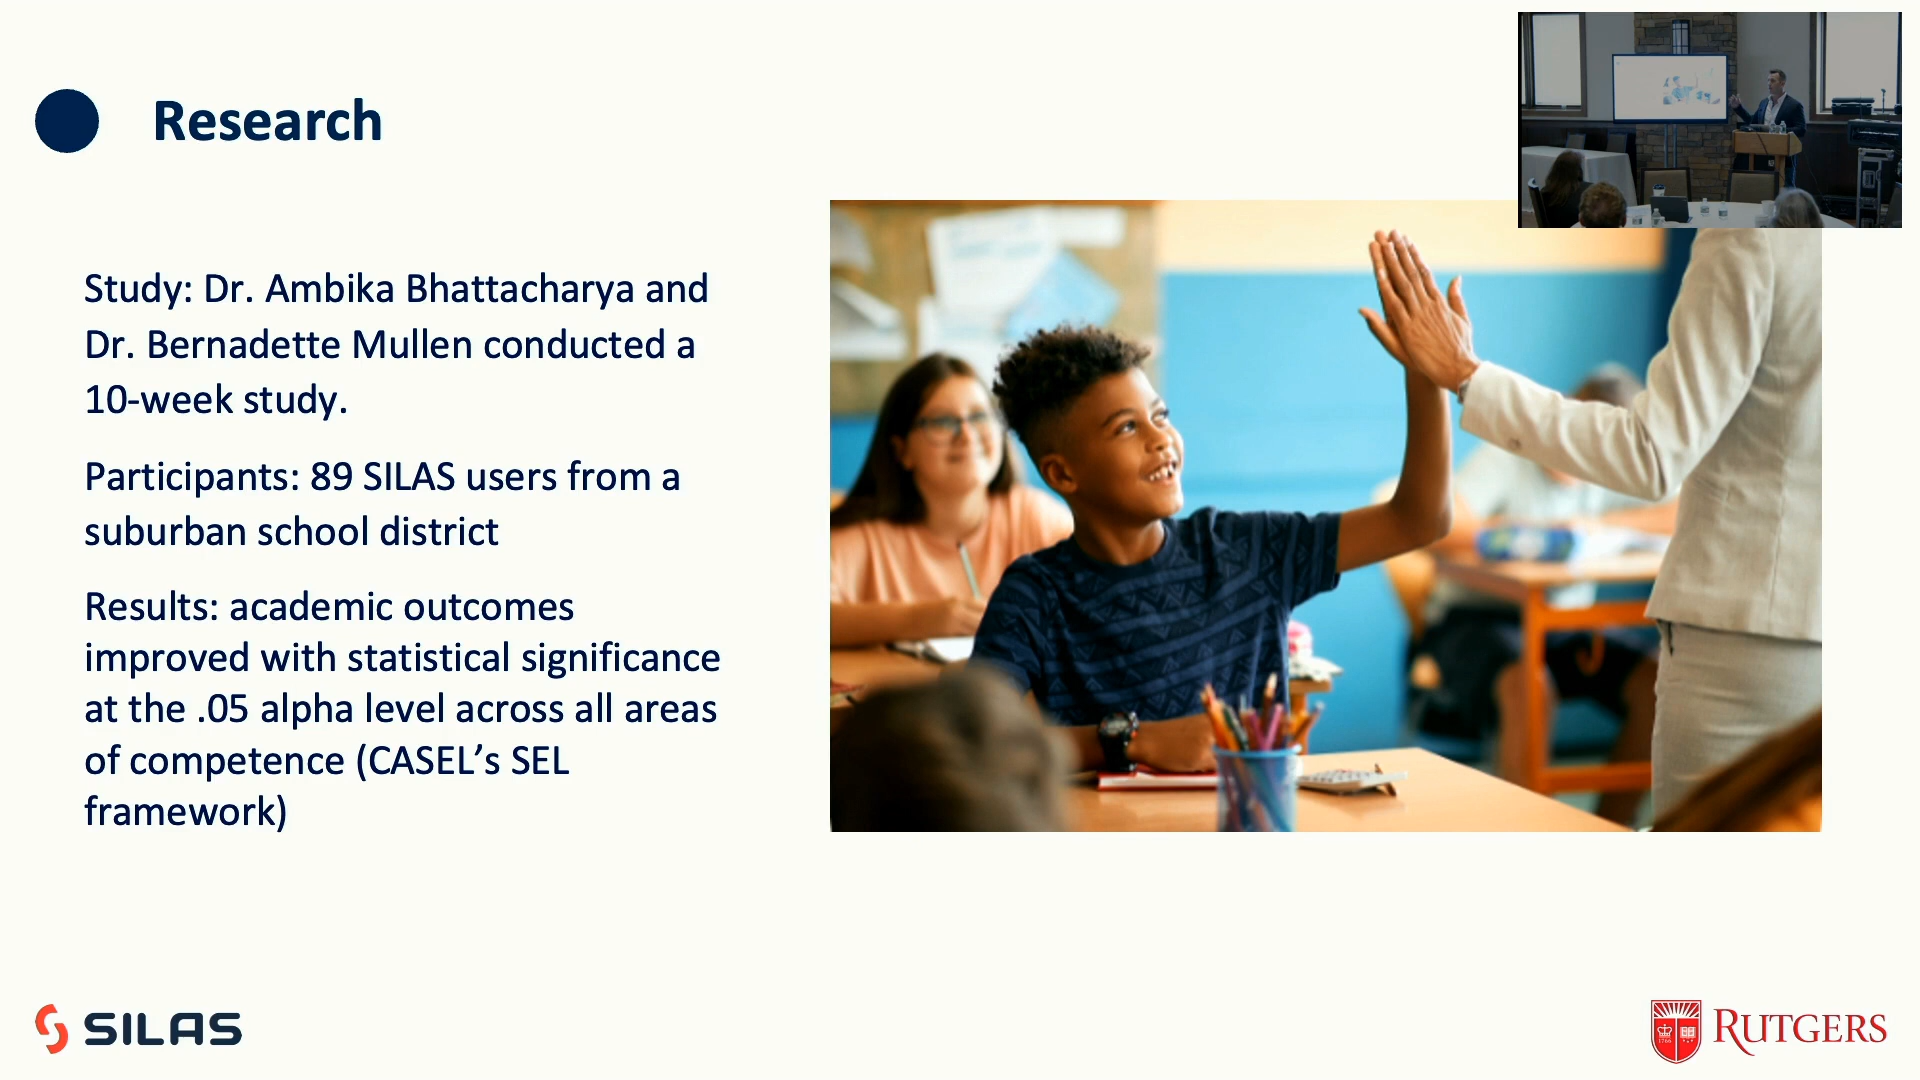 Research
Study: Dr. Ambika Bhattacharya and
Dr. Bernadette Mullen conducted a
10-week study.
Participants: 89 SILAS users from a
suburban school district
Results: academic outcomes
improved with statistical significance
at the .05 alpha level across all areas
of competence (CASEL’s SEL
framework)
SILAS
1766
RUTGERS